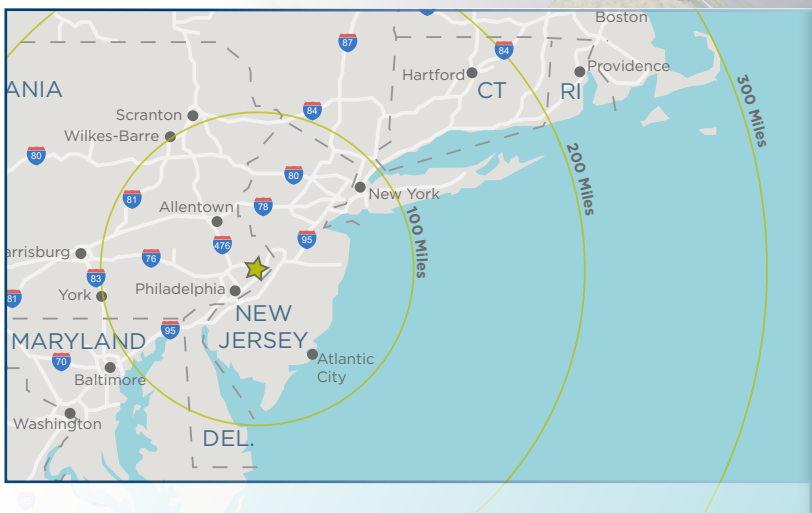 Boston
87
84
Hartford
Providence
CT
RI
ANIA
300 Miles
Scranton
84
Wilkes-Barre
80
200 Miles
80
81
New York
Allentown
78
100 Miles
476
95
arrisburg
76
83
81
York
Philadelphia
NEW
JERSEY
95
MARYLAND
70
Atlantic
City
Baltimore
Washington
DEL.